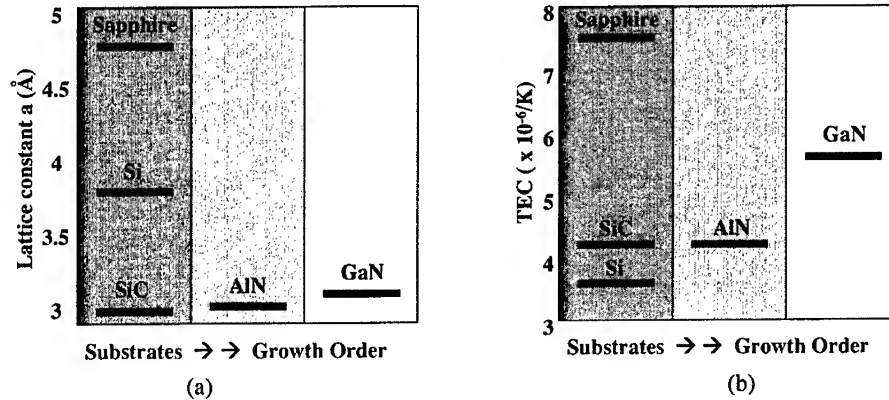 Lattice constant a (Å)
5
4.5
4
3.5
3
Sapphire
Si
SiC
AlN
GaN
Substrates → → Growth Order
(a)
TEC ( x 10⁻⁶/K)
8
7
6
5
4
3
Sapphire
GaN
SiC
AlN
Si
Substrates → → Growth Order
(b)